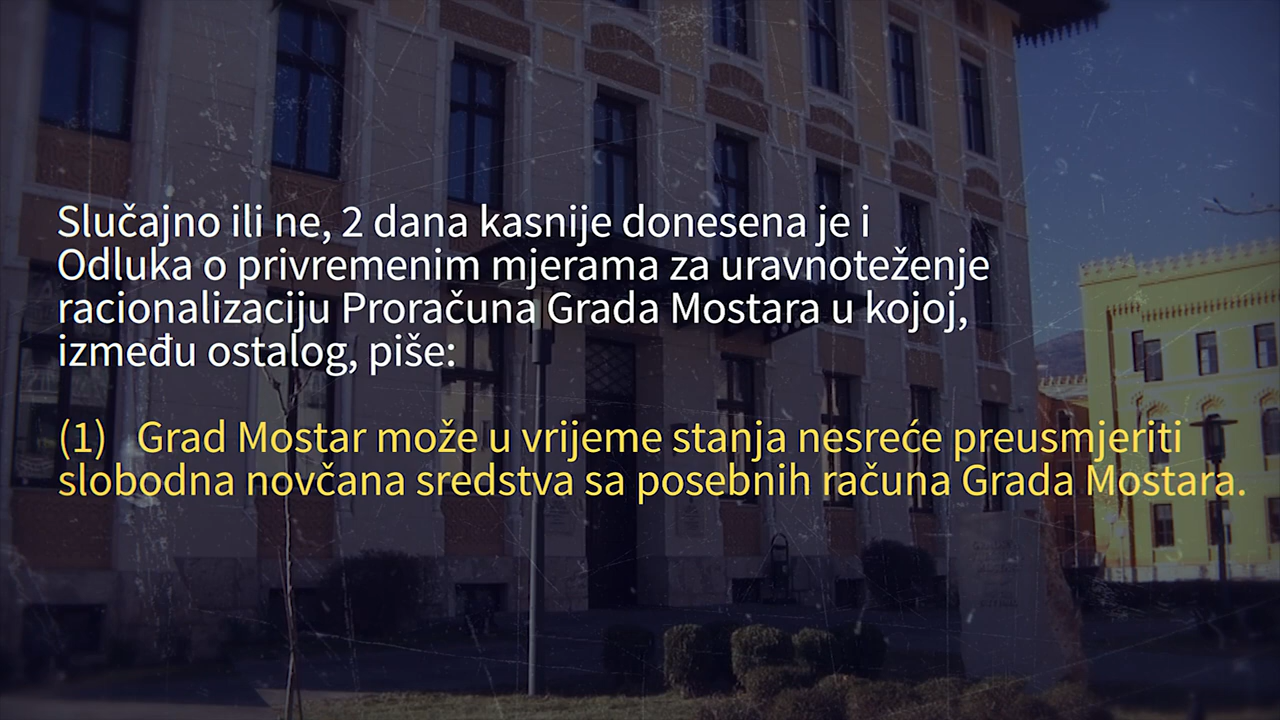 Slučajno ili ne, 2 dana kasnije donesena je i
Odluka o privremenim mjerama za uravnoteženje
racionalizaciju Proračuna Grada Mostara u kojoj,
između ostalog, piše:
(1) Grad Mostar može u vrijeme stanja nesreće preusmjeriti
slobodna novčana sredstva sa posebnih računa Grada Mostara.